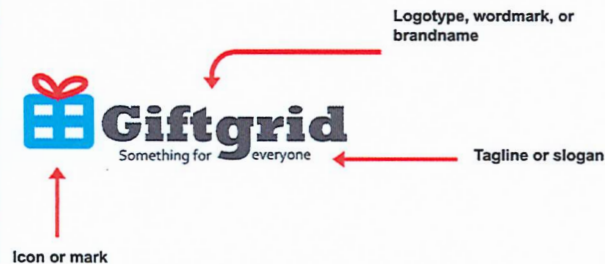 Logotype, wordmark, or
brandname
Giftgrid
Something for everyone
Tagline or slogan
Icon or mark